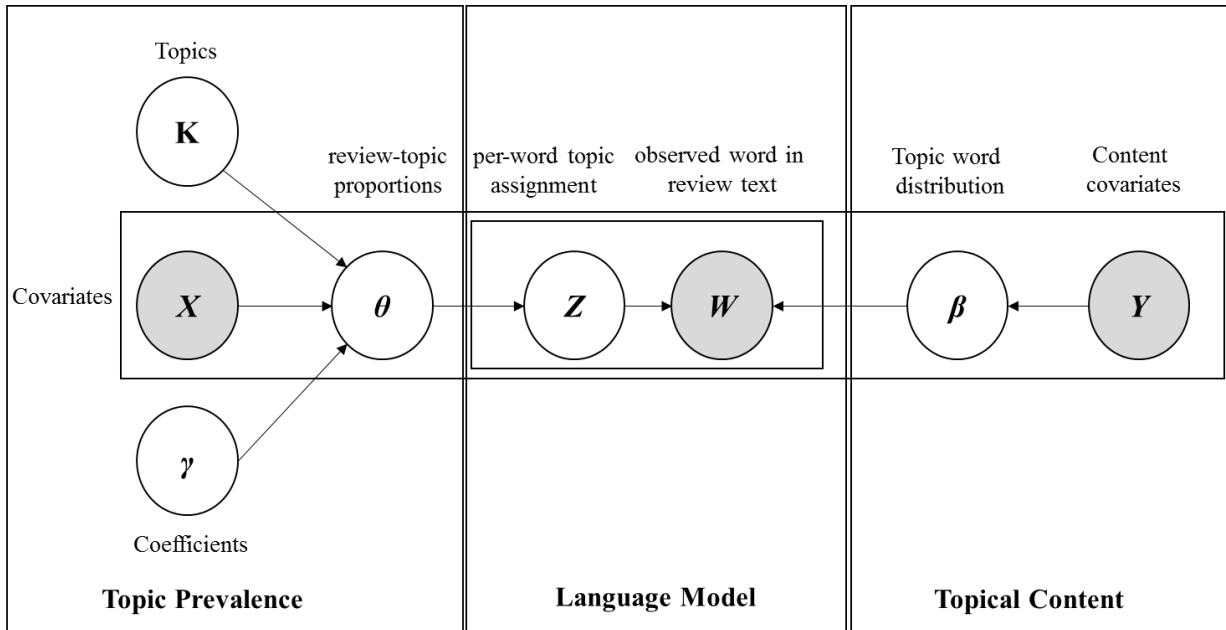 Topics
K
review-topic
proportions
per-word topic
assignment
observed word in
review text
Topic word
distribution
Content
covariates
Covariates
X
θ
Z
W
β
Y
γ
Coefficients
Topic Prevalence
Language Model
Topical Content